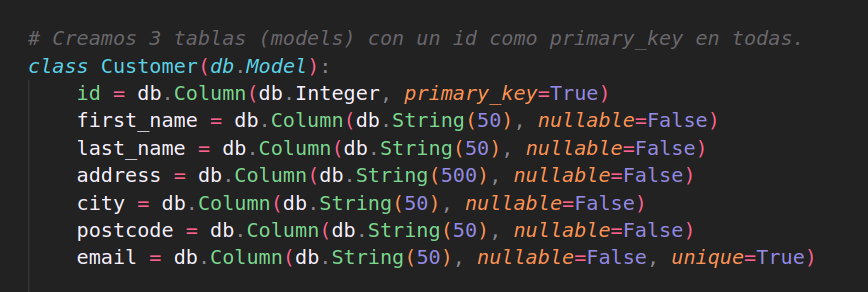 # Creamos 3 tablas (models) con un id como primary_key en todas.
class Customer(db.Model):
    id = db.Column(db.Integer, primary_key=True)
    first_name = db.Column(db.String(50), nullable=False)
    last_name = db.Column(db.String(50), nullable=False)
    address = db.Column(db.String(500), nullable=False)
    city = db.Column(db.String(50), nullable=False)
    postcode = db.Column(db.String(50), nullable=False)
    email = db.Column(db.String(50), nullable=False, unique=True)